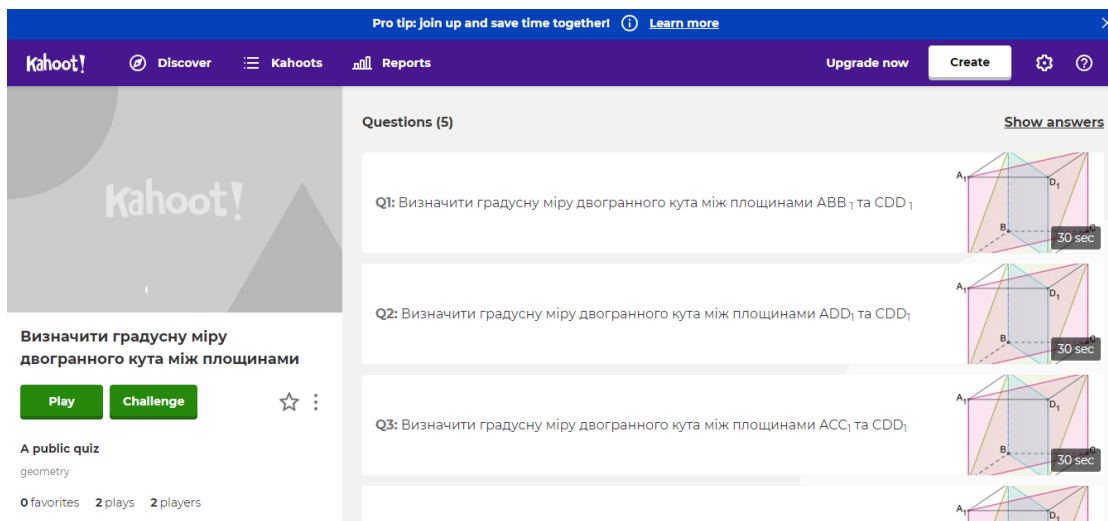 Pro tip: join up and save time together! Learn more
Kahoot! Discover Kahoots Reports Upgrade now Create
Kahoot!
Визначити градусну міру
двогранного кута між площинами
Play Challenge
A public quiz
geometry
0 favorites 2 plays 2 players
Questions (5) Show answers
Q1: Визначити градусну міру двогранного кута між площинами ABB ₁ та CDD ₁
A₁ D₁
B C
30 sec
Q2: Визначити градусну міру двогранного кута між площинами ADD₁ та CDD₁
A₁ D₁
B
30 sec
Q3: Визначити градусну міру двогранного кута між площинами ACC₁ та CDD₁
A₁ D₁
B C
30 sec
A₁ D₁